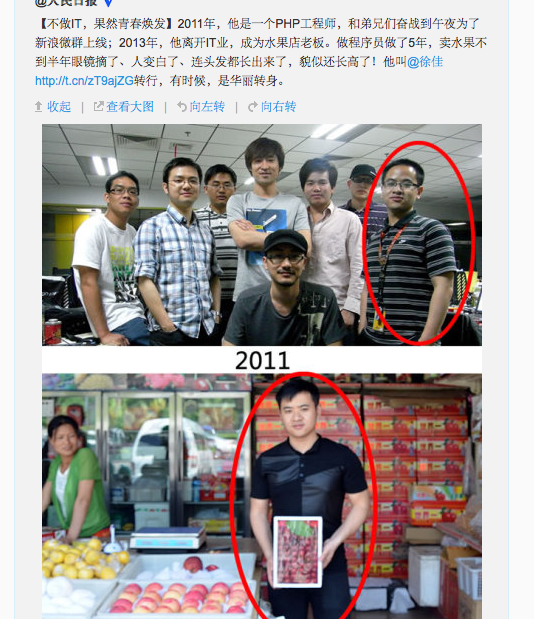 @人民日报
【不做IT，果然青春焕发】2011年，他是一个PHP工程师，和弟兄们奋战到午夜为了
新浪微群上线；2013年，他离开IT业，成为水果店老板。做程序员做了5年，卖水果不
到半年眼镜摘了、人变白了、连头发都长出来了，貌似还长高了！他叫@徐佳
http://t.cn/zT9ajZG转行，有时候，是华丽转身。
收起 | 查看大图 | 向左转 | 向右转
2011